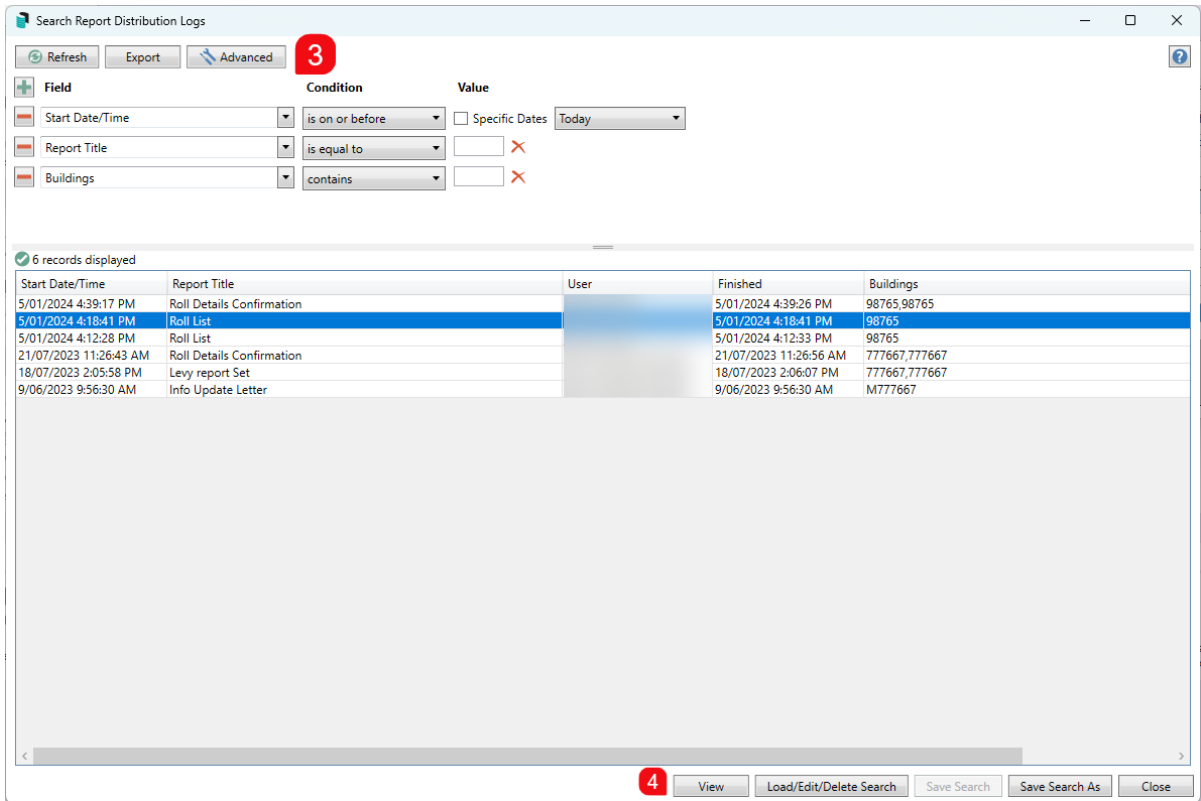 Search Report Distribution Logs
Refresh Export Advanced 3
Field Condition Value
Start Date/Time is on or before Specific Dates Today
Report Title is equal to
Buildings contains
6 records displayed
Start Date/Time Report Title User Finished Buildings
5/01/2024 4:39:17 PM Roll Details Confirmation 5/01/2024 4:39:26 PM 98765,98765
5/01/2024 4:18:41 PM Roll List 5/01/2024 4:18:41 PM 98765
5/01/2024 4:12:28 PM Roll List 5/01/2024 4:12:33 PM 98765
21/07/2023 11:26:43 AM Roll Details Confirmation 21/07/2023 11:26:56 AM 777667,777667
18/07/2023 2:05:58 PM Levy report Set 18/07/2023 2:06:07 PM 777667,777667
9/06/2023 9:56:30 AM Info Update Letter 9/06/2023 9:56:30 AM M777667
4 View Load/Edit/Delete Search Save Search Save Search As Close